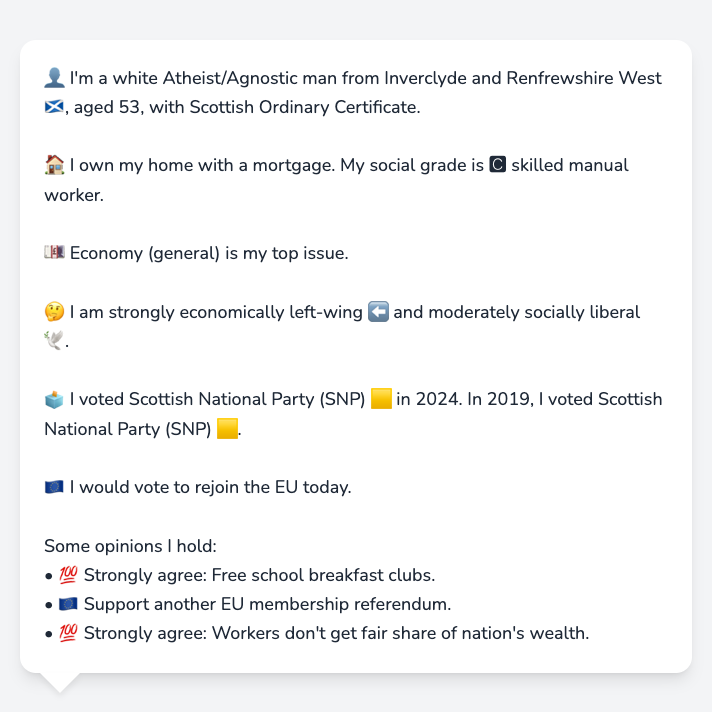 👤 I'm a white Atheist/Agnostic man from Inverclyde and Renfrewshire West
🏴󠁧󠁢󠁳󠁣󠁴󠁿, aged 53, with Scottish Ordinary Certificate.
🏠 I own my home with a mortgage. My social grade is 🅲 skilled manual
worker.
💷 Economy (general) is my top issue.
🤔 I am strongly economically left-wing ⬅️ and moderately socially liberal
🕊️.
🗳️ I voted Scottish National Party (SNP) 🟨 in 2024. In 2019, I voted Scottish
National Party (SNP) 🟨.
🇪🇺 I would vote to rejoin the EU today.
Some opinions I hold:
• 💯 Strongly agree: Free school breakfast clubs.
• 🇪🇺 Support another EU membership referendum.
• 💯 Strongly agree: Workers don't get fair share of nation's wealth.